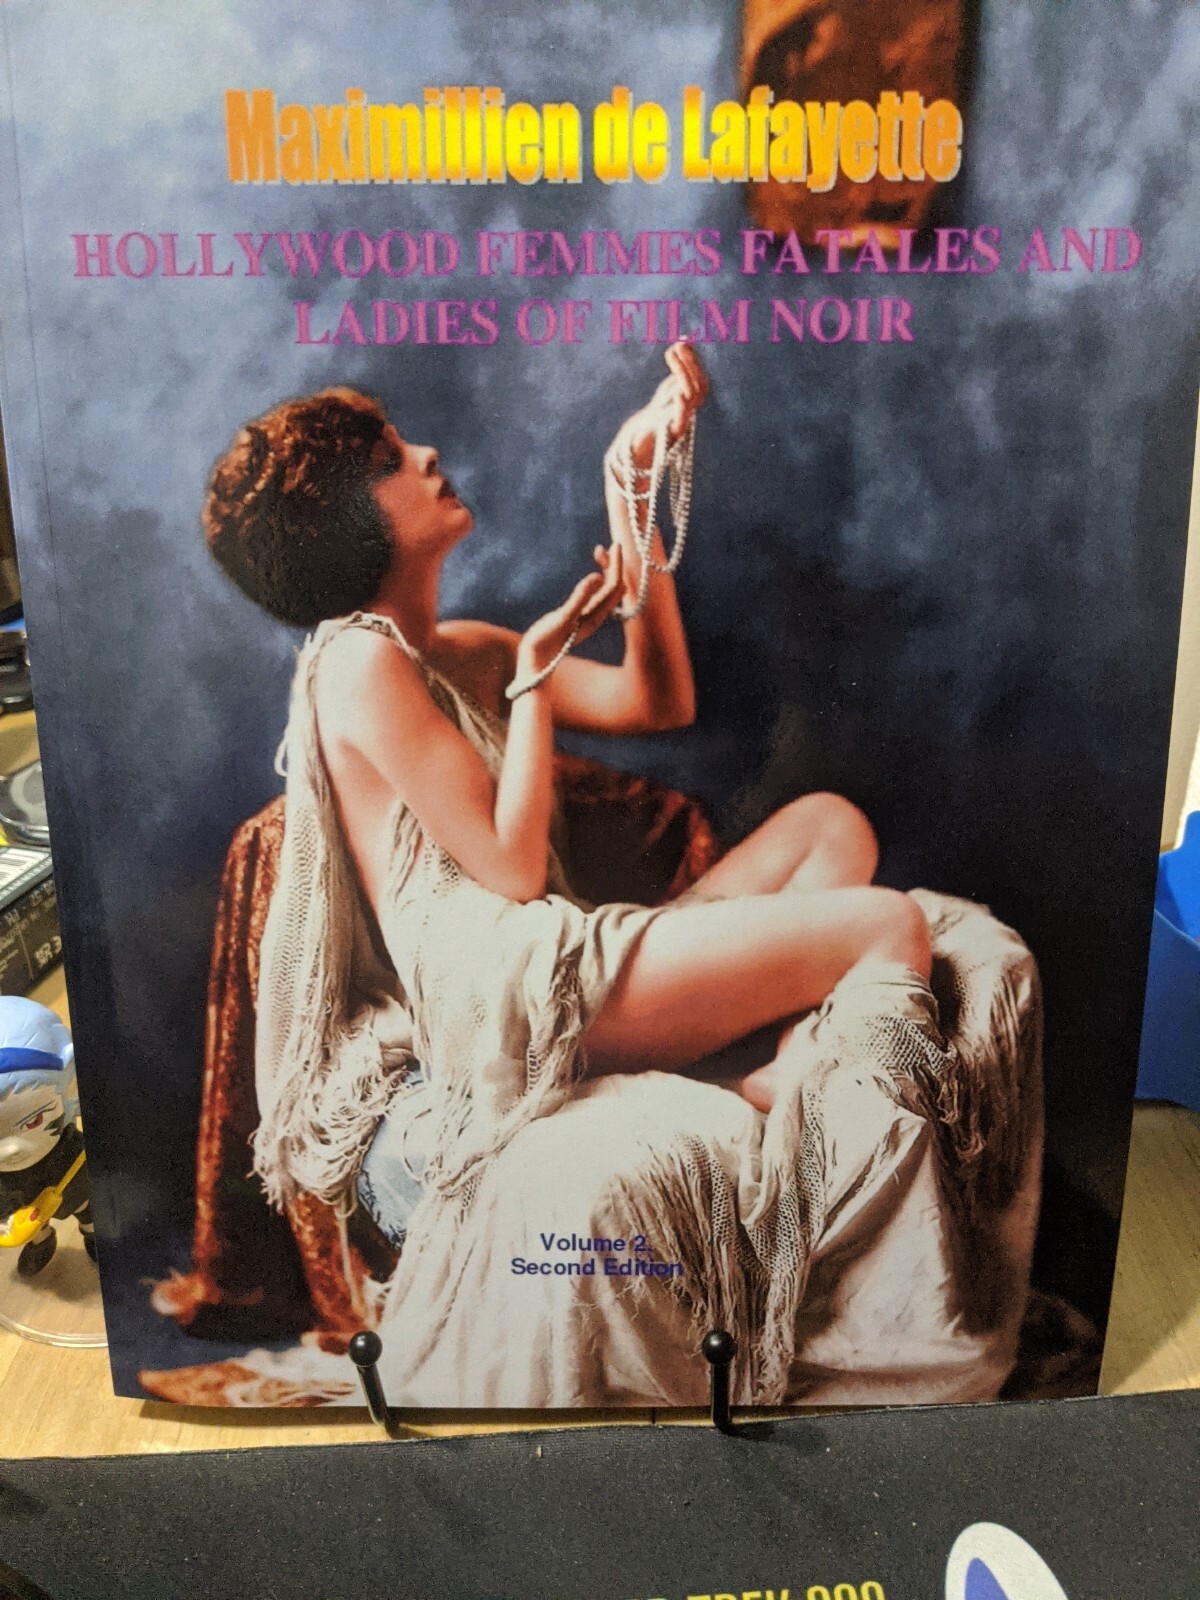 Maximillien de Lafayette
HOLLYWOOD FEMMES FATALES AND
LADIES OF FILM NOIR
Volume 2.
Second Edition